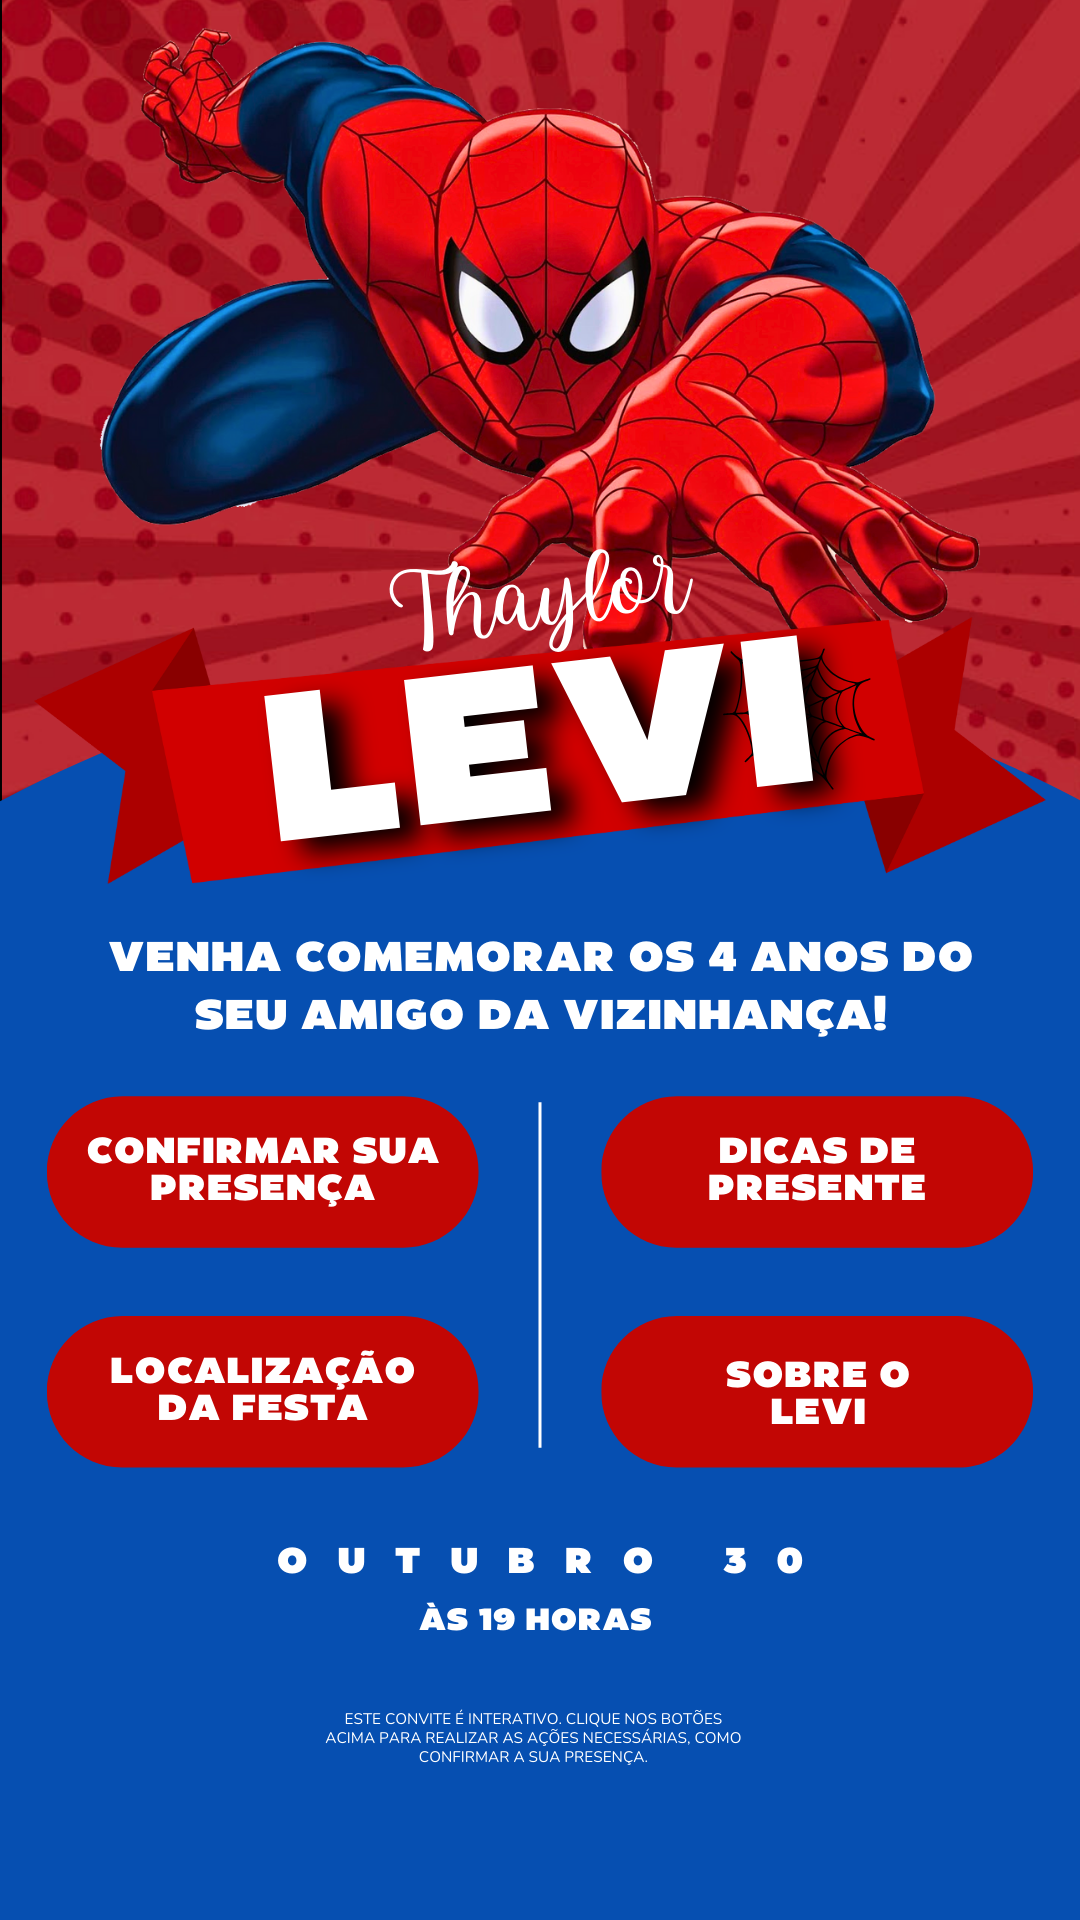 Thaylor
LEVI
VENHA COMEMORAR OS 4 ANOS DO
SEU AMIGO DA VIZINHANÇA!
CONFIRMAR SUA
PRESENÇA
DICAS DE
PRESENTE
LOCALIZAÇÃO
DA FESTA
SOBRE O
LEVI
OUTUBRO 30
ÀS 19 HORAS
ESTE CONVITE É INTERATIVO. CLIQUE NOS BOTÕES
ACIMA PARA REALIZAR AS AÇÕES NECESSÁRIAS, COMO
CONFIRMAR A SUA PRESENÇA.